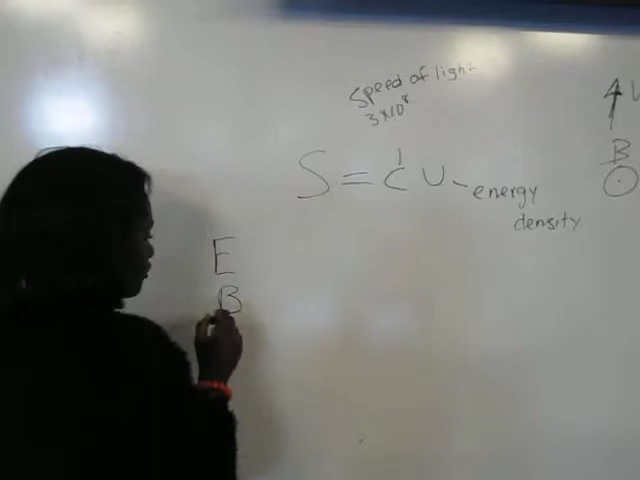 Speed of light
3x10⁸
S = C U - energy
density
E
B
B